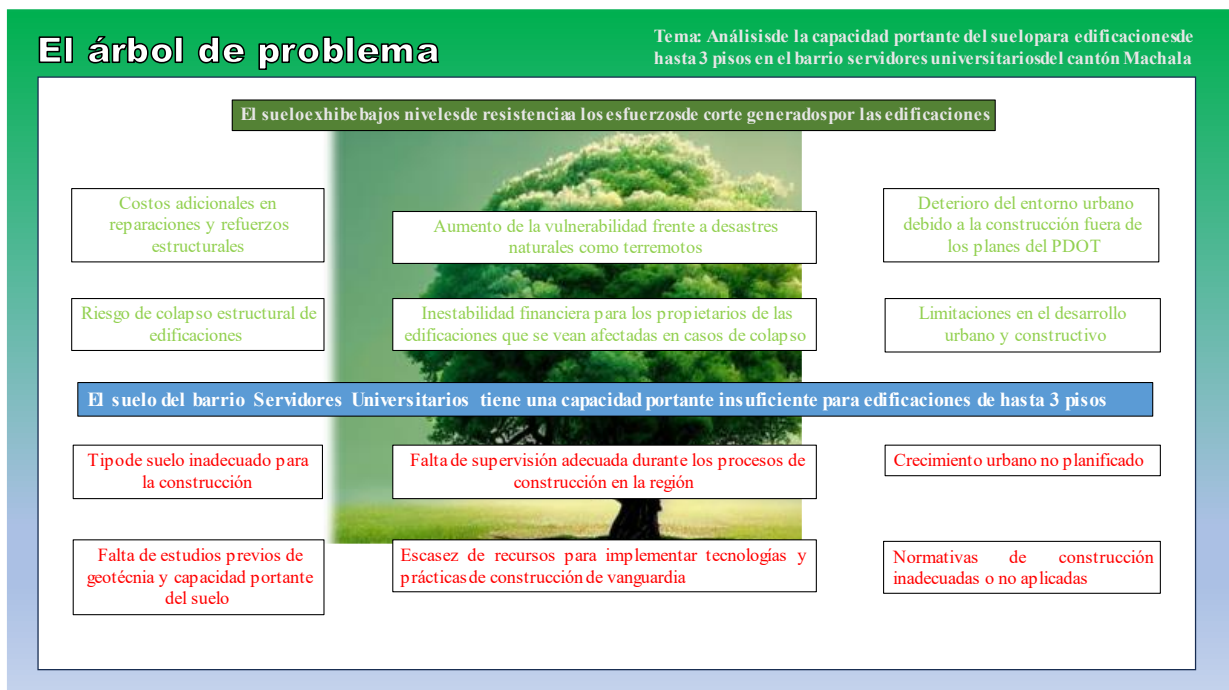 El árbol de problema
Tema: Análisisde la capacidad portante del suelopara edificacionesde
hasta 3 pisos en el barrio servidores universitariosdel cantón Machala
El sueloexhibebajos nivelesde resistenciaa los esfuerzosde corte generadospor las edificaciones
Costos adicionales en
reparaciones y refuerzos
estructurales
Aumento de la vulnerabilidad frente a desastres
naturales como terremotos
Deterioro del entorno urbano
debido a la construcción fuera de
los planes del PDOT
Riesgo de colapso estructural de
edificaciones
Inestabilidad financiera para los propietarios de las
edificaciones que se vean afectadas en casos de colapso
Limitaciones en el desarrollo
urbano y constructivo
El suelo del barrio Servidores Universitarios tiene una capacidad portante insuficiente para edificaciones de hasta 3 pisos
Tipo de suelo inadecuado para
la construcción
Falta de supervisión adecuada durante los procesos de
construcción en la región
Crecimiento urbano no planificado
Falta de estudios previos de
geotécnia y capacidad portante
del suelo
Escasez de recursos para implementar tecnologías y
prácticas de construcción de vanguardia
Normativas de construcción
inadecuadas o no aplicadas